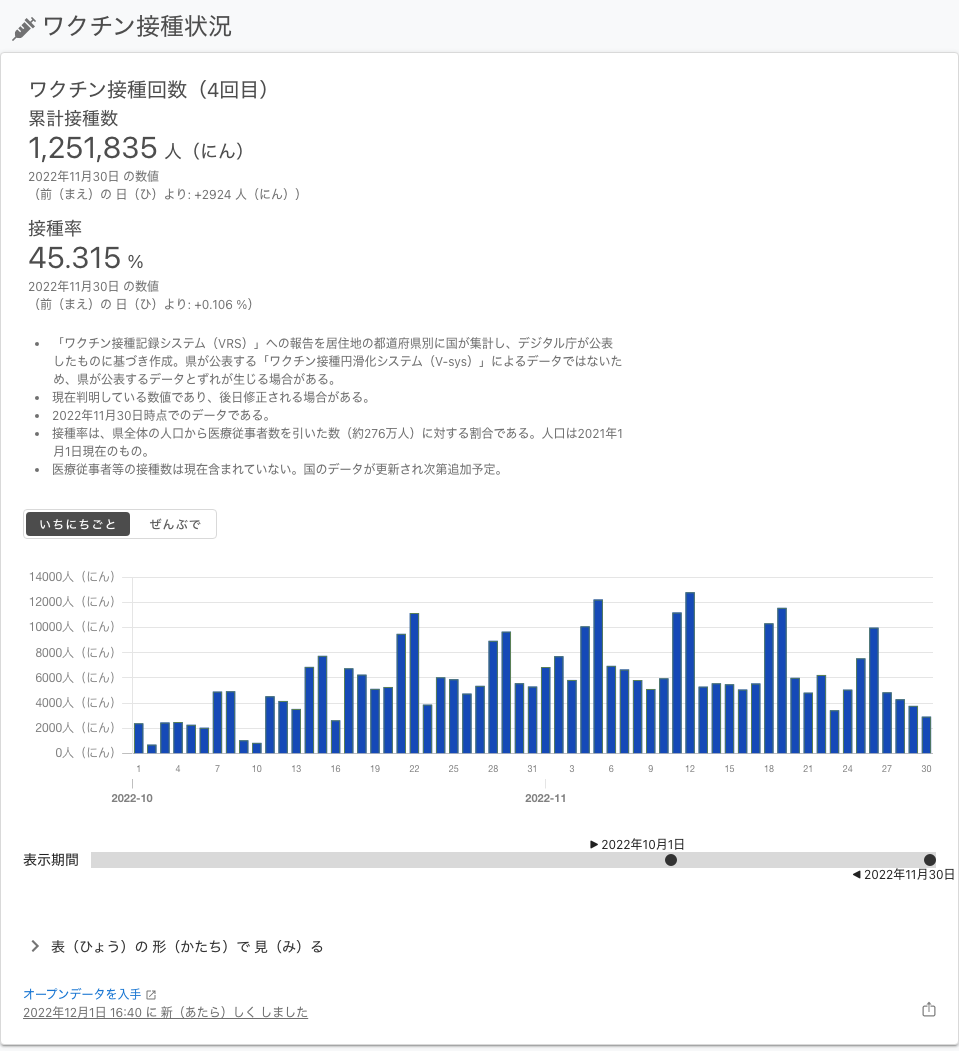 ワクチン接種状況
ワクチン接種回数（4回目）
累計接種数
1,251,835 人（にん）
2022年11月30日 の数値
（前（まえ）の 日（ひ）より: +2924 人（にん））
接種率
45.315 %
2022年11月30日 の数値
（前（まえ）の 日（ひ）より: +0.106 %）
• 「ワクチン接種記録システム（VRS）」への報告を居住地の都道府県別に国が集計し、デジタル庁が公表
したものに基づき作成。県が公表する「ワクチン接種円滑化システム（V-sys）」によるデータではないた
め、県が公表するデータとずれが生じる場合がある。
• 現在判明している数値であり、後日修正される場合がある。
• 2022年11月30日時点でのデータである。
• 接種率は、県全体の人口から医療従事者数を引いた数（約276万人）に対する割合である。人口は2021年1
月1日現在のもの。
• 医療従事者等の接種数は現在含まれていない。国のデータが更新され次第追加予定。
いちにちごと ぜんぶで
14000人（にん）
12000人（にん）
10000人（にん）
8000人（にん）
6000人（にん）
4000人（にん）
2000人（にん）
0人（にん）
1 4 7 10 13 16 19 22 25 28 31 3 6 9 12 15 18 21 24 27 30
2022-10 2022-11
▶ 2022年10月1日
表示期間
◀ 2022年11月30日
表（ひょう）の 形（かたち）で 見（み）る
オープンデータを入手
2022年12月1日 16:40 に 新（あたら）しく しました